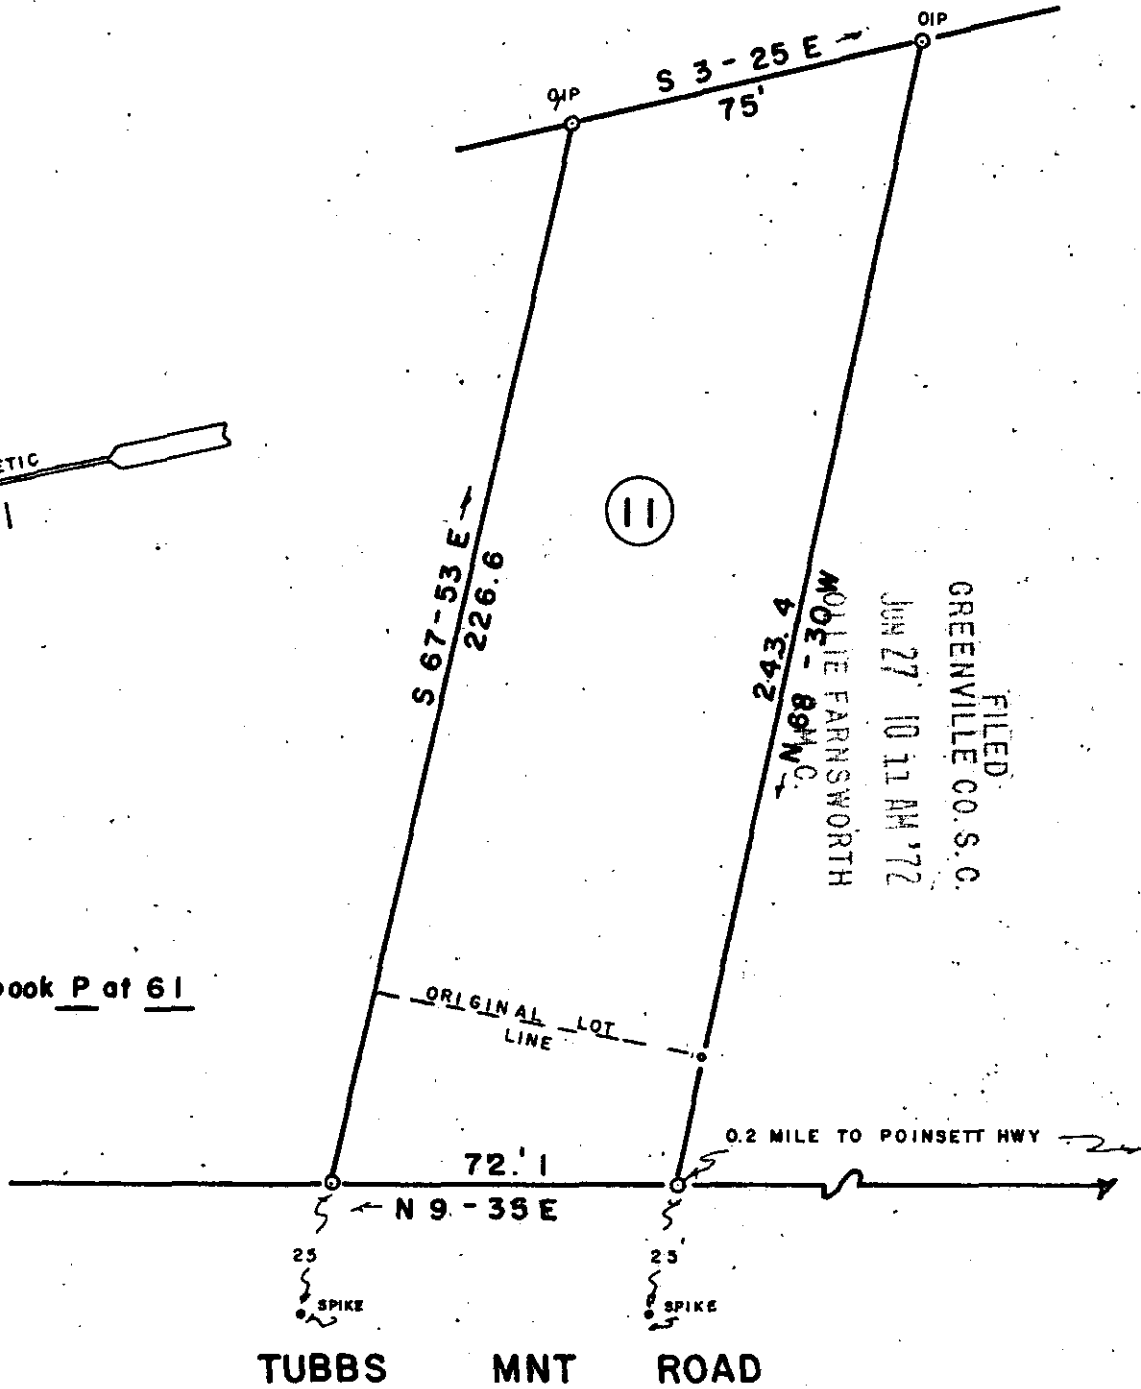 OIP
S 3 - 25 E
75'
OIP
ETIC
11
S 67-53 E
226.6
243.4
N 68 - 30 W
FILED
GREENVILLE CO. S. C.
JUN 27 10 11 AM '72
OLLIE FARNSWORTH
R.M.C.
ook P at 61
ORIGINAL LOT
LINE
0.2 MILE TO POINSETT HWY
72.'1
N 9 - 35 E
25
25'
SPIKE
SPIKE
TUBBS MNT ROAD